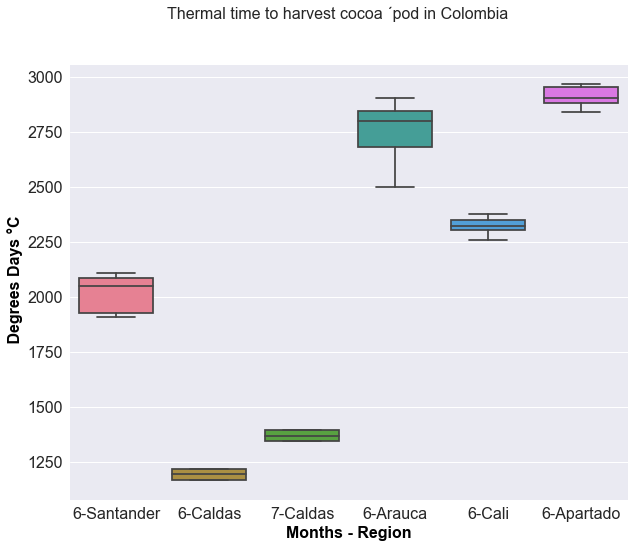 Thermal time to harvest cocoa ´pod in Colombia
3000
2750
2500
2250
2000
1750
1500
1250
Degrees Days °C
6-Santander 6-Caldas 7-Caldas 6-Arauca 6-Cali 6-Apartado
Months - Region